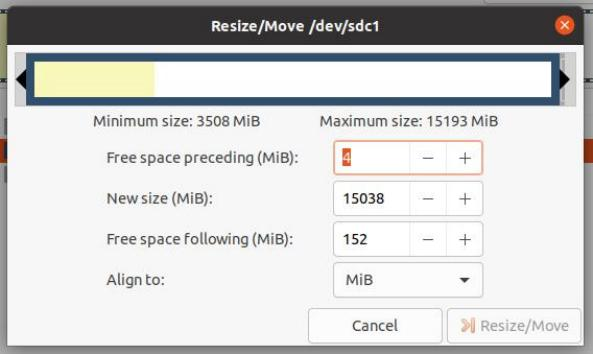 Resize/Move /dev/sdc1
Minimum size: 3508 MiB Maximum size: 15193 MiB
Free space preceding (MiB): 4
New size (MiB): 15038
Free space following (MiB): 152
Align to: MiB
Cancel Resize/Move